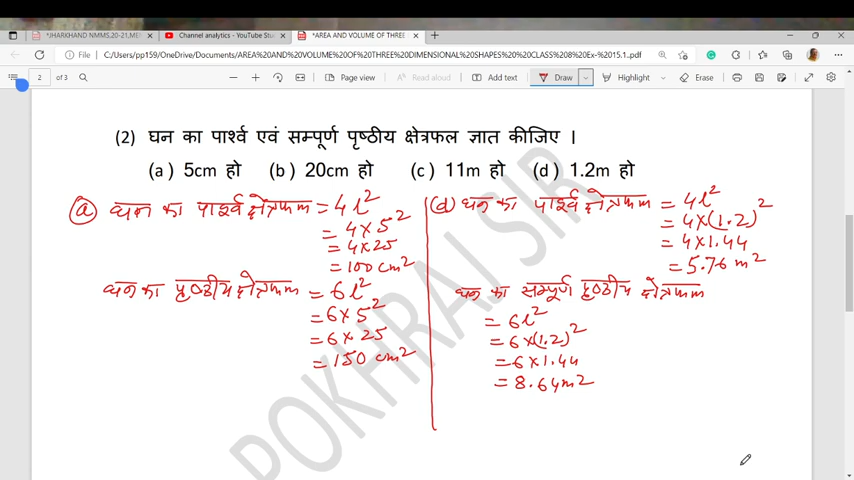 *JHARKHAND NMMS,20-21,MEN
Channel analytics - YouTube Stu
*AREA AND VOLUME OF THREE
File
C:/Users/pp159/OneDrive/Documents/AREA%20AND%20VOLUME%20OF%20THREE%20DIMENSIONAL%20SHAPES%20%20CLASS%208%20Ex-%2015.1.pdf
2 of 3
Page view
Read aloud
Add text
Draw
Highlight
Erase
(2) घन का पार्श्व एवं सम्पूर्ण पृष्ठीय क्षेत्रफल ज्ञात कीजिए ।
(a) 5cm हो (b) 20cm हो (c) 11m हो (d) 1.2m हो
(a) घन का पार्श्व क्षेत्रफल = 4l²
= 4 × 5²
= 4×25
= 100 cm²
घन का पृष्ठीय क्षेत्रफल = 6l²
= 6 × 5²
= 6 × 25
= 150 cm²
(d) घन का पार्श्व क्षेत्रफल = 4l²
= 4×(1.2)²
= 4×1.44
= 5.76 m²
घन का सम्पूर्ण पृष्ठीय क्षेत्रफल
= 6l²
= 6×(1.2)²
= 6×1.44
= 8.64m²
POKHRAJ SIR